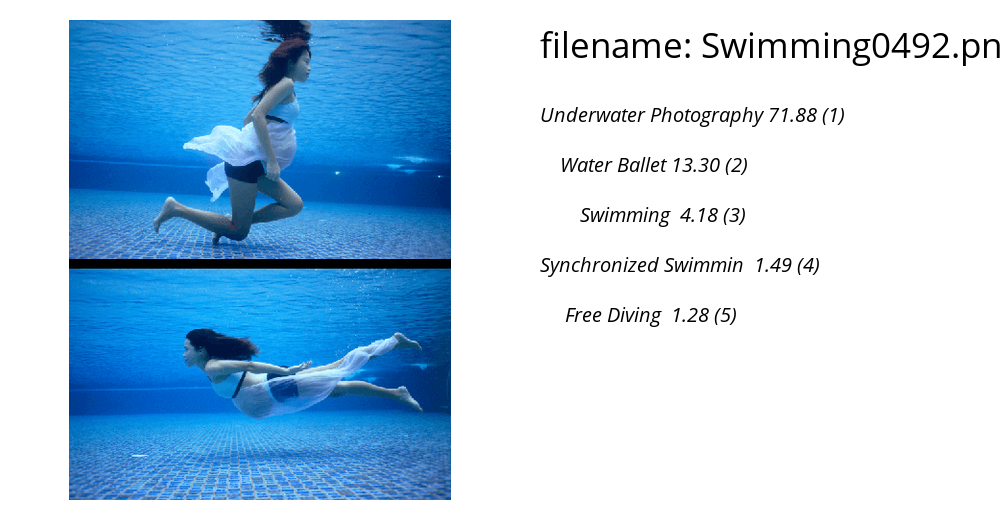 filename: Swimming0492.pn
Underwater Photography 71.88 (1)
Water Ballet 13.30 (2)
Swimming 4.18 (3)
Synchronized Swimmin 1.49 (4)
Free Diving 1.28 (5)